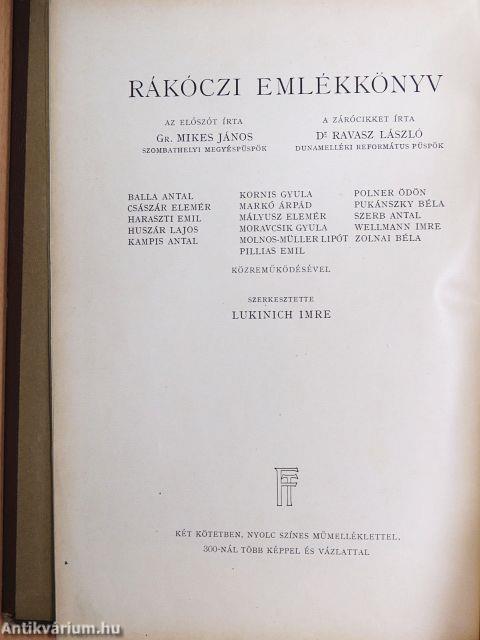 RÁKÓCZI EMLÉKKÖNYV
AZ ELŐSZÓT ÍRTA
GR. MIKES JÁNOS
SZOMBATHELYI MEGYÉSPÜSPÖK
A ZÁRÓCIKKET ÍRTA
DR RAVASZ LÁSZLÓ
DUNAMELLÉKI REFORMÁTUS PÜSPÖK
BALLA ANTAL
CSÁSZÁR ELEMÉR
HARASZTI EMIL
HUSZÁR LAJOS
KAMPIS ANTAL
KORNIS GYULA
MARKÓ ÁRPÁD
MÁLYUSZ ELEMÉR
MORAVCSIK GYULA
MOLNOS-MÜLLER LIPÓT
PILLIAS EMIL
POLNER ÖDÖN
PUKÁNSZKY BÉLA
SZERB ANTAL
WELLMANN IMRE
ZOLNAI BÉLA
KÖZREMŰKÖDÉSÉVEL
SZERKESZTETTE
LUKINICH IMRE
KÉT KÖTETBEN, NYOLC SZÍNES MŰMELLÉKLETTEL,
300-NÁL TÖBB KÉPPEL ÉS VÁZLATTAL
Antikvárium.hu